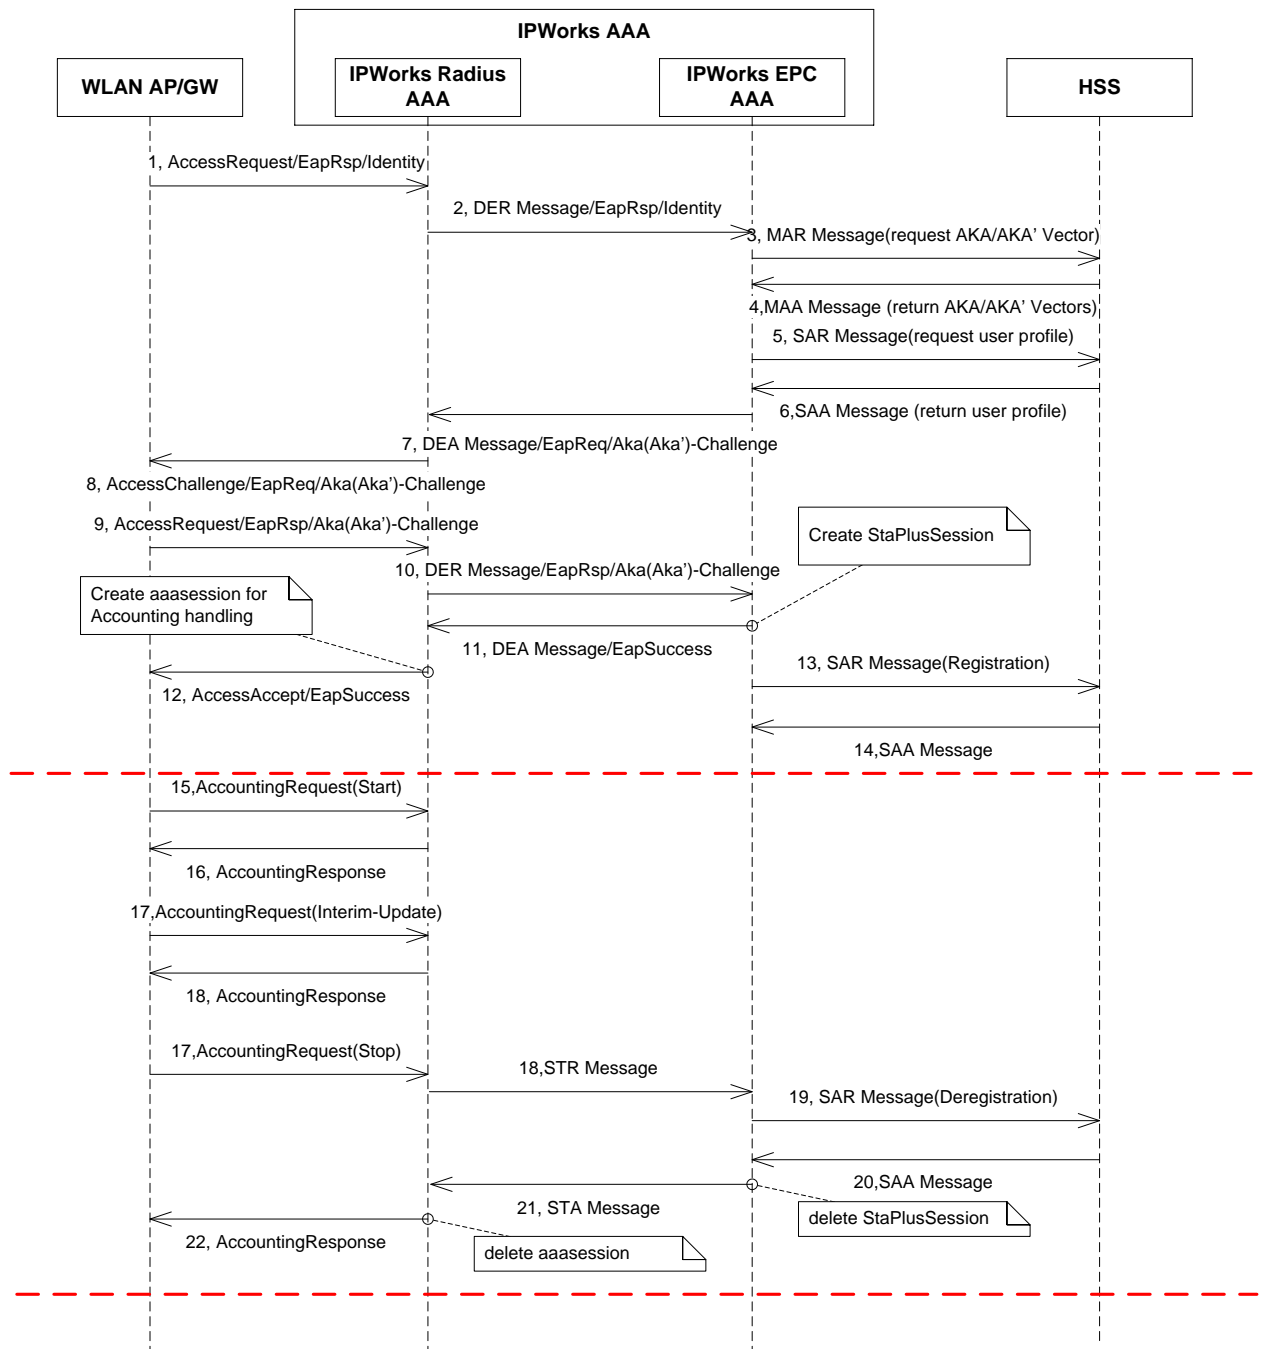 IPWorks AAA
WLAN AP/GW
IPWorks Radius
AAA
IPWorks EPC
AAA
HSS
1, AccessRequest/EapRsp/Identity
2, DER Message/EapRsp/Identity
3, MAR Message(request AKA/AKA' Vector)
4,MAA Message (return AKA/AKA' Vectors)
5, SAR Message(request user profile)
6,SAA Message (return user profile)
7, DEA Message/EapReq/Aka(Aka')-Challenge
8, AccessChallenge/EapReq/Aka(Aka')-Challenge
9, AccessRequest/EapRsp/Aka(Aka')-Challenge
Create StaPlusSession
10, DER Message/EapRsp/Aka(Aka')-Challenge
Create aaasession for
Accounting handling
11, DEA Message/EapSuccess
13, SAR Message(Registration)
12, AccessAccept/EapSuccess
14,SAA Message
15,AccountingRequest(Start)
16, AccountingResponse
17,AccountingRequest(Interim-Update)
18, AccountingResponse
17,AccountingRequest(Stop)
18,STR Message
19, SAR Message(Deregistration)
20,SAA Message
21, STA Message
delete StaPlusSession
22, AccountingResponse
delete aaasession